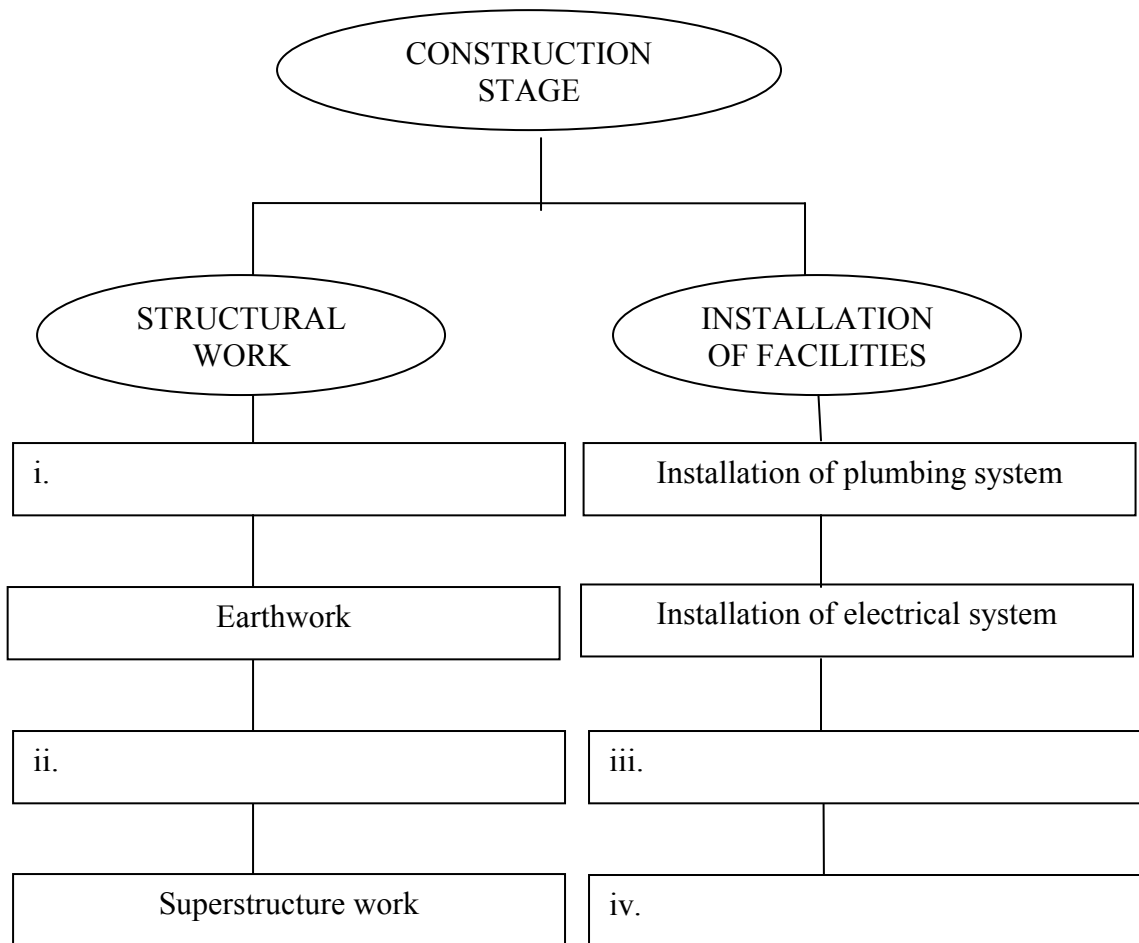 CONSTRUCTION
STAGE
STRUCTURAL
WORK
INSTALLATION
OF FACILITIES
i.
Installation of plumbing system
Earthwork
Installation of electrical system
ii.
iii.
Superstructure work
iv.